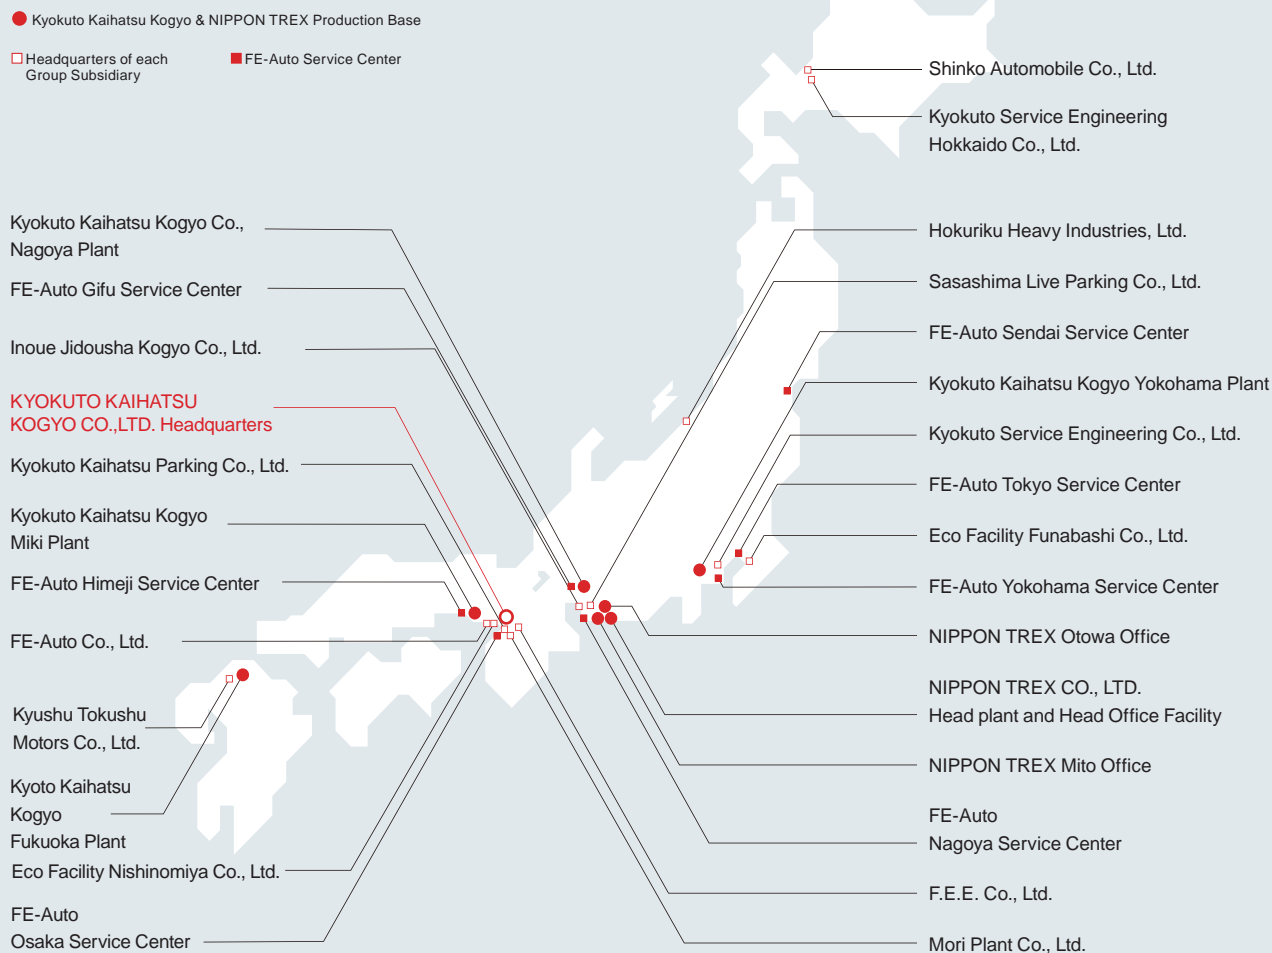 Kyokuto Kaihatsu Kogyo & NIPPON TREX Production Base
Headquarters of each
Group Subsidiary
FE-Auto Service Center
Kyokuto Kaihatsu Kogyo Co.,
Nagoya Plant
FE-Auto Gifu Service Center
Inoue Jidousha Kogyo Co., Ltd.
KYOKUTO KAIHATSU
KOGYO CO.,LTD. Headquarters
Kyokuto Kaihatsu Parking Co., Ltd.
Kyokuto Kaihatsu Kogyo
Miki Plant
FE-Auto Himeji Service Center
FE-Auto Co., Ltd.
Kyushu Tokushu
Motors Co., Ltd.
Kyoto Kaihatsu
Kogyo
Fukuoka Plant
Eco Facility Nishinomiya Co., Ltd.
FE-Auto
Osaka Service Center
Shinko Automobile Co., Ltd.
Kyokuto Service Engineering
Hokkaido Co., Ltd.
Hokuriku Heavy Industries, Ltd.
Sasashima Live Parking Co., Ltd.
FE-Auto Sendai Service Center
Kyokuto Kaihatsu Kogyo Yokohama Plant
Kyokuto Service Engineering Co., Ltd.
FE-Auto Tokyo Service Center
Eco Facility Funabashi Co., Ltd.
FE-Auto Yokohama Service Center
NIPPON TREX Otowa Office
NIPPON TREX CO., LTD.
Head plant and Head Office Facility
NIPPON TREX Mito Office
FE-Auto
Nagoya Service Center
F.E.E. Co., Ltd.
Mori Plant Co., Ltd.